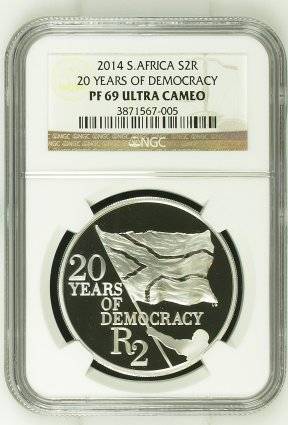 2014 S.AFRICA S2R
20 YEARS OF DEMOCRACY
PF 69 ULTRA CAMEO
3871567-005
NGC
20
YEARS
OF
DEMOCRACY
R2